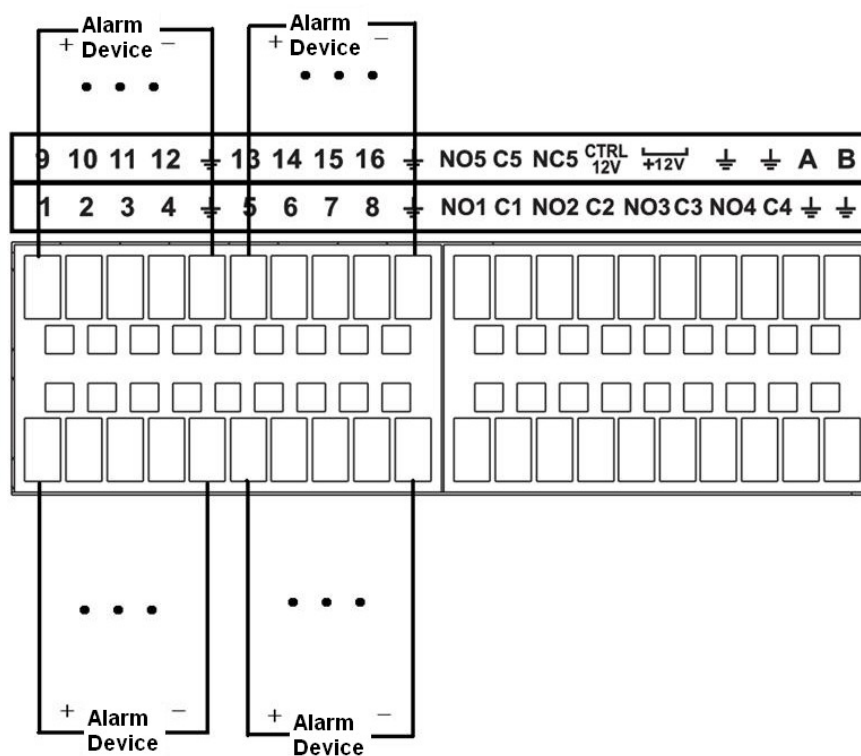 + Alarm Device −
+ Alarm Device −
9 10 11 12 ⏚ 13 14 15 16 ⏚ NO5 C5 NC5 CTRL 12V +12V ⏚ ⏚ A B
1 2 3 4 ⏚ 5 6 7 8 ⏚ NO1 C1 NO2 C2 NO3 C3 NO4 C4 ⏚ ⏚
+ Alarm Device −
+ Alarm Device −